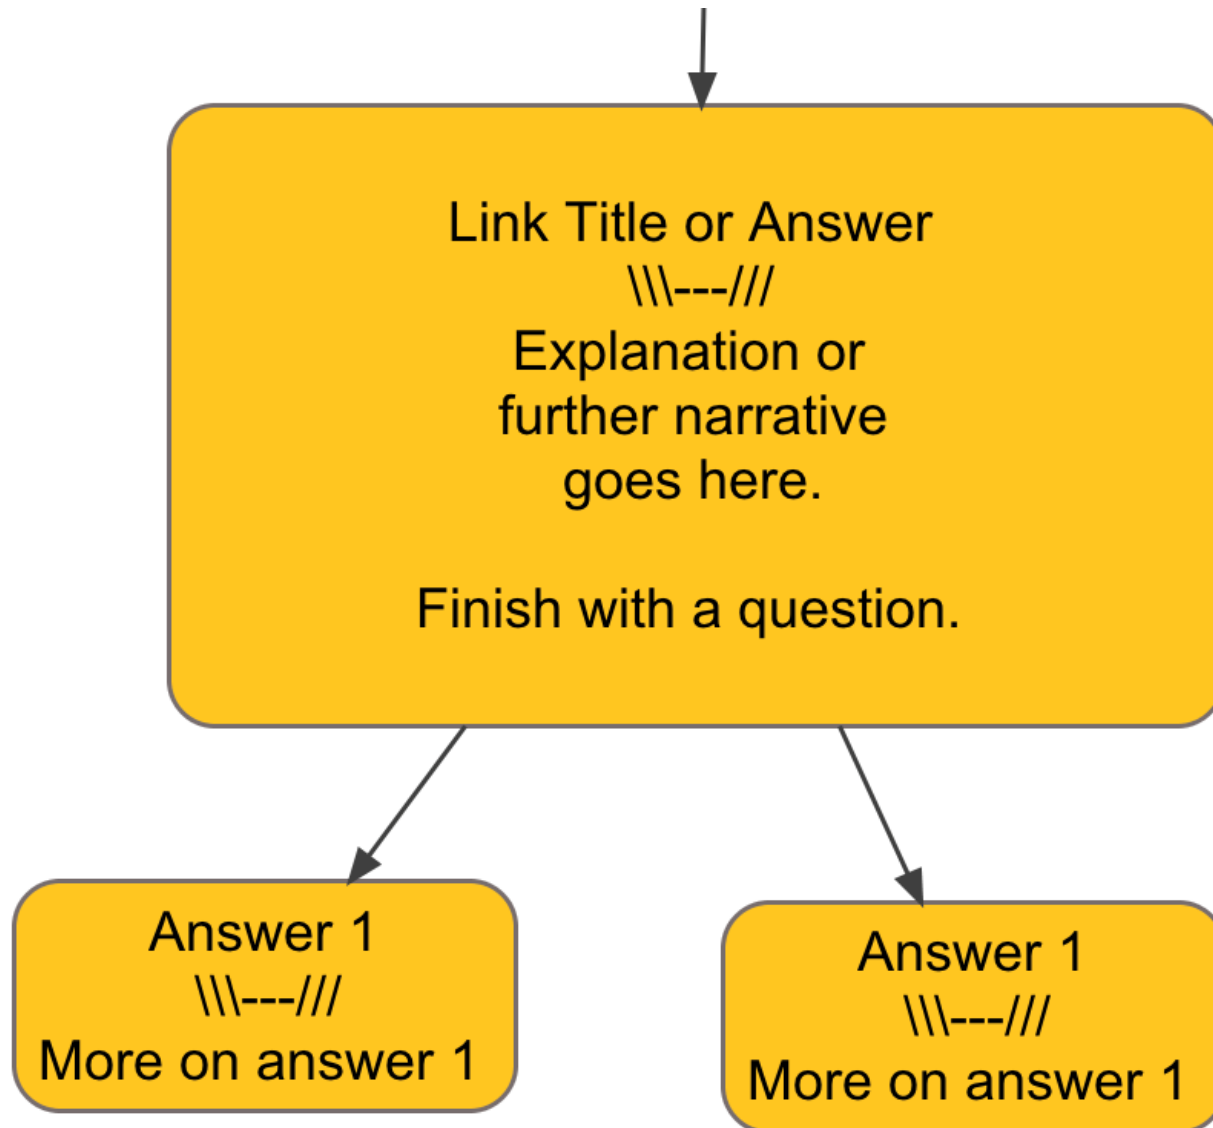 Link Title or Answer
\\\---///
Explanation or
further narrative
goes here.
Finish with a question.
Answer 1
\\\---///
More on answer 1
Answer 1
\\\---///
More on answer 1